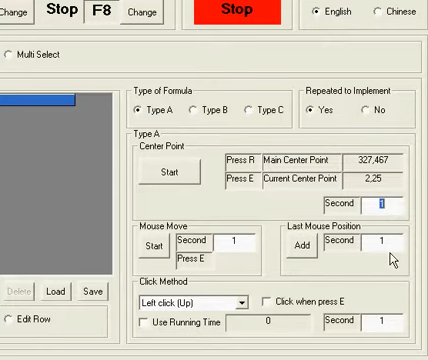 Change Stop F8 Change Stop English Chinese
Multi Select
Type of Formula Repeated to Implement
Type A Type B Type C Yes No
Type A
Center Point
Start Press R Main Center Point 327,467
Press E Current Center Point 2,25
Second 1
Mouse Move Last Mouse Position
Start Second 1 Add Second 1
Press E
Delete Load Save Click Method
Left click (Up) Click when press E
Edit Row Use Running Time 0 Second 1